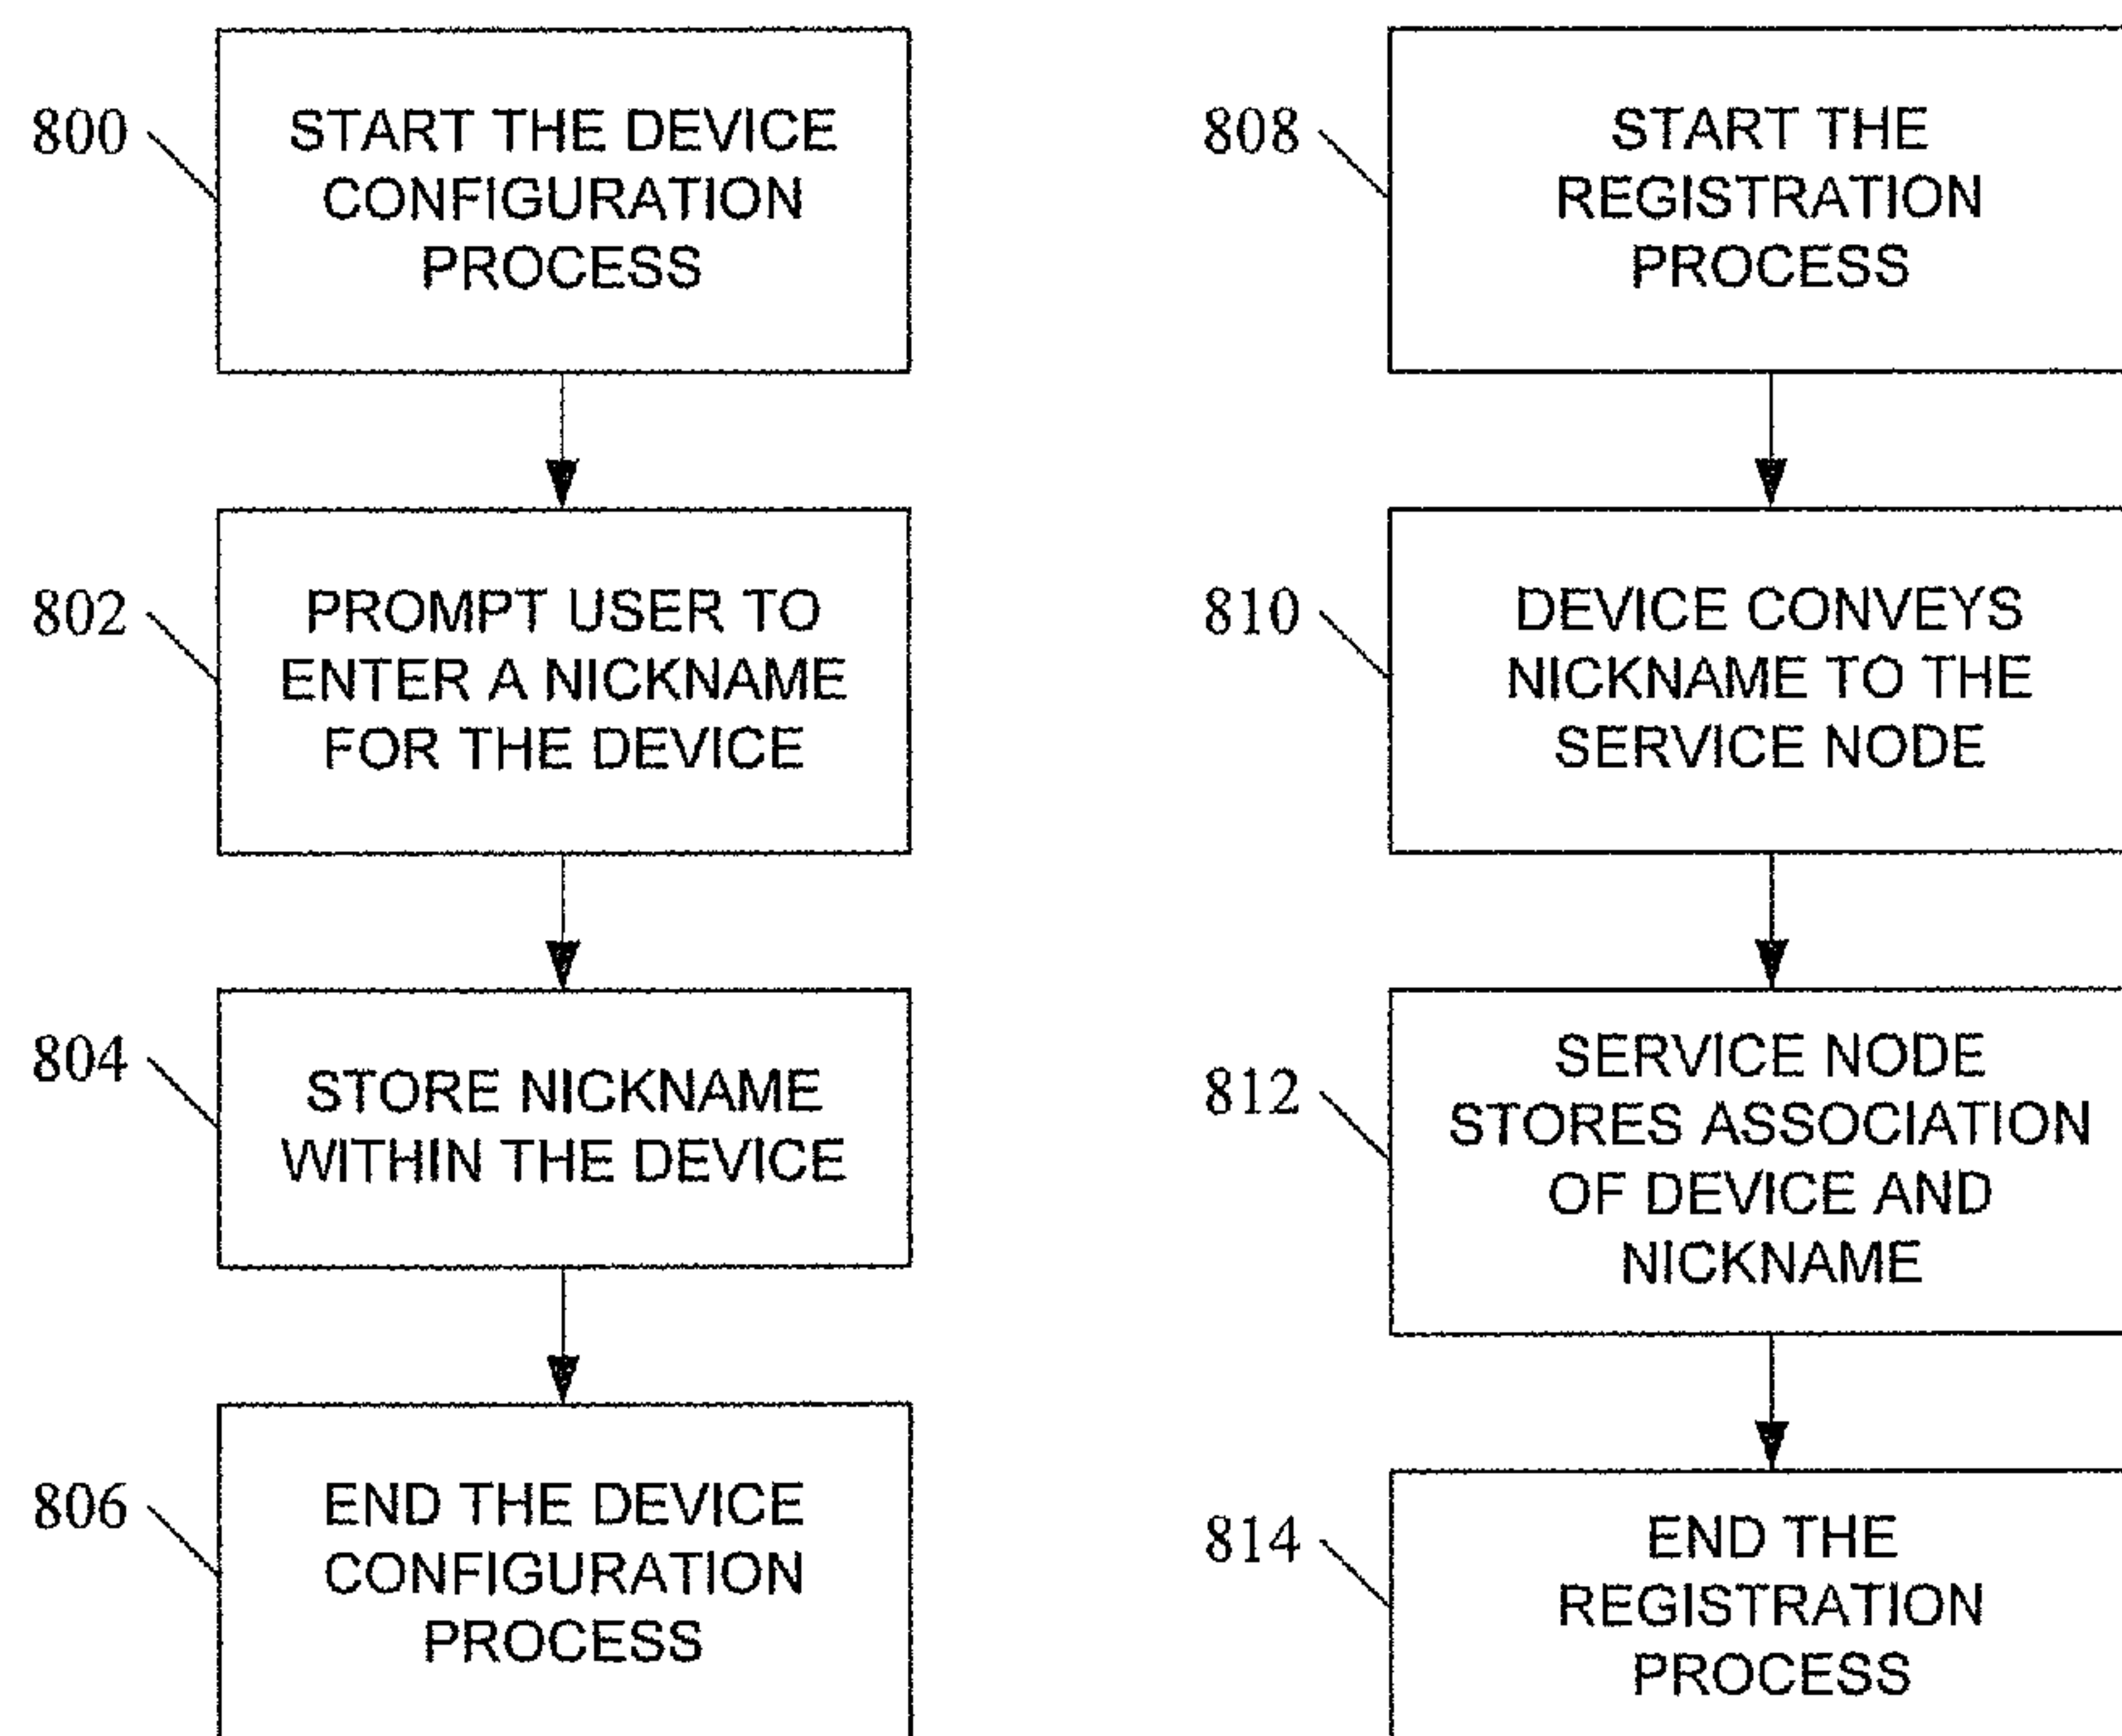 800
START THE DEVICE
CONFIGURATION
PROCESS
802
PROMPT USER TO
ENTER A NICKNAME
FOR THE DEVICE
804
STORE NICKNAME
WITHIN THE DEVICE
806
END THE DEVICE
CONFIGURATION
PROCESS
808
START THE
REGISTRATION
PROCESS
810
DEVICE CONVEYS
NICKNAME TO THE
SERVICE NODE
812
SERVICE NODE
STORES ASSOCIATION
OF DEVICE AND
NICKNAME
814
END THE
REGISTRATION
PROCESS